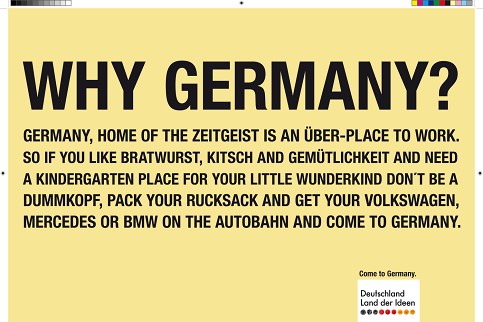 WHY GERMANY?
GERMANY, HOME OF THE ZEITGEIST IS AN ÜBER-PLACE TO WORK.
SO IF YOU LIKE BRATWURST, KITSCH AND GEMÜTLICHKEIT AND NEED
A KINDERGARTEN PLACE FOR YOUR LITTLE WUNDERKIND DON´T BE A
DUMMKOPF, PACK YOUR RUCKSACK AND GET YOUR VOLKSWAGEN,
MERCEDES OR BMW ON THE AUTOBAHN AND COME TO GERMANY.
Come to Germany.
Deutschland
Land der Ideen